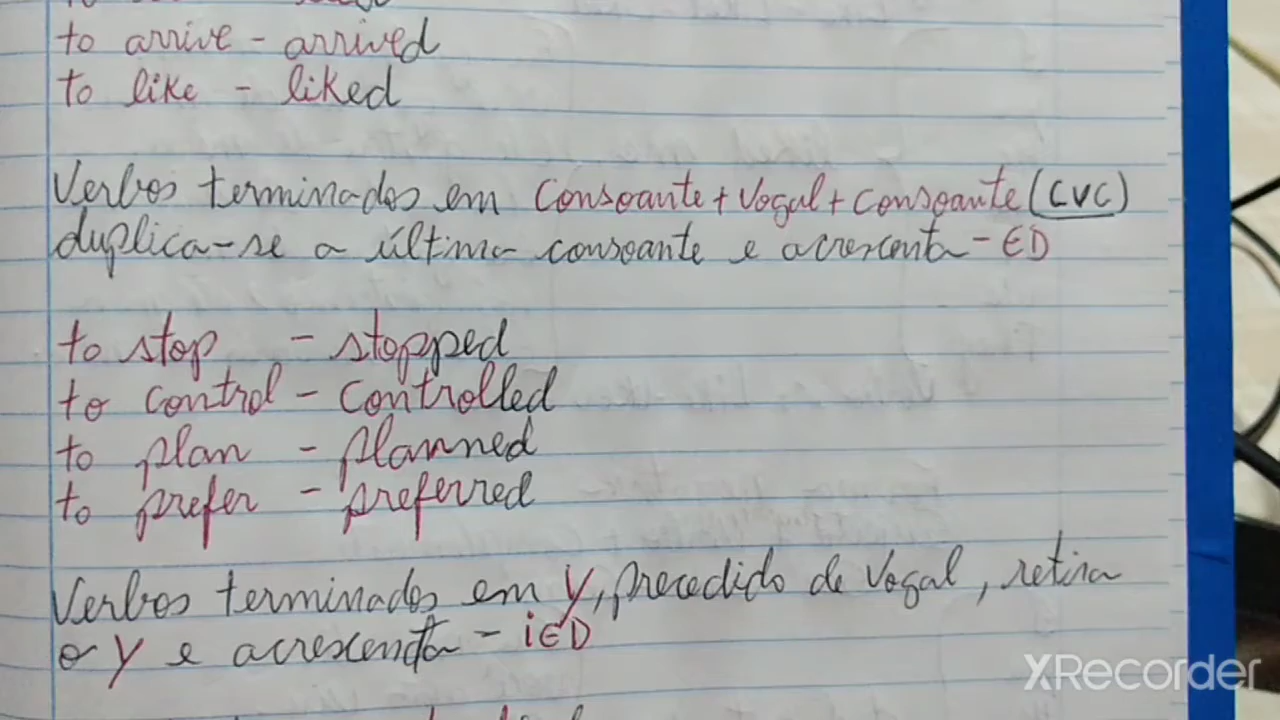 to arrive - arrived
to like - liked
Verbos terminados em Consoante + Vogal + Consoante (CVC)
duplica-se a última consoante e acrescenta - ED
to stop - stopped
to control - controlled
to plan - planned
to prefer - preferred
Verbos terminados em Y, precedido de Vogal, retira
o Y e acrescenta - iED
XRecorder